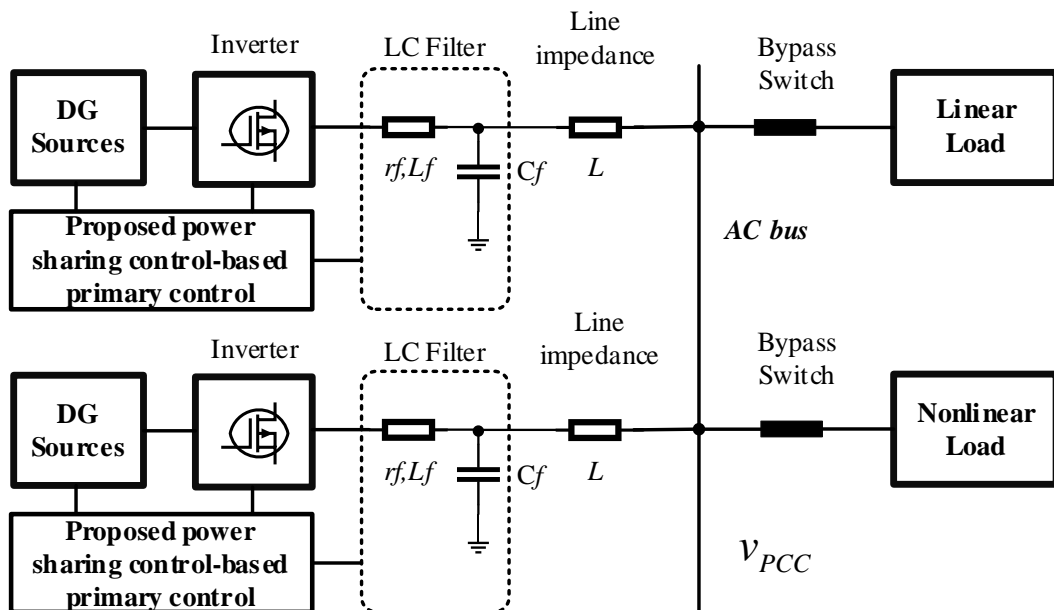 Inverter
LC Filter
Line
impedance
Bypass
Switch
DG
Sources
Linear
Load
rf,Lf
Cf
L
Proposed power
sharing control-based
primary control
AC bus
Inverter
LC Filter
Line
impedance
Bypass
Switch
DG
Sources
Nonlinear
Load
rf,Lf
Cf
L
Proposed power
sharing control-based
primary control
vPCC